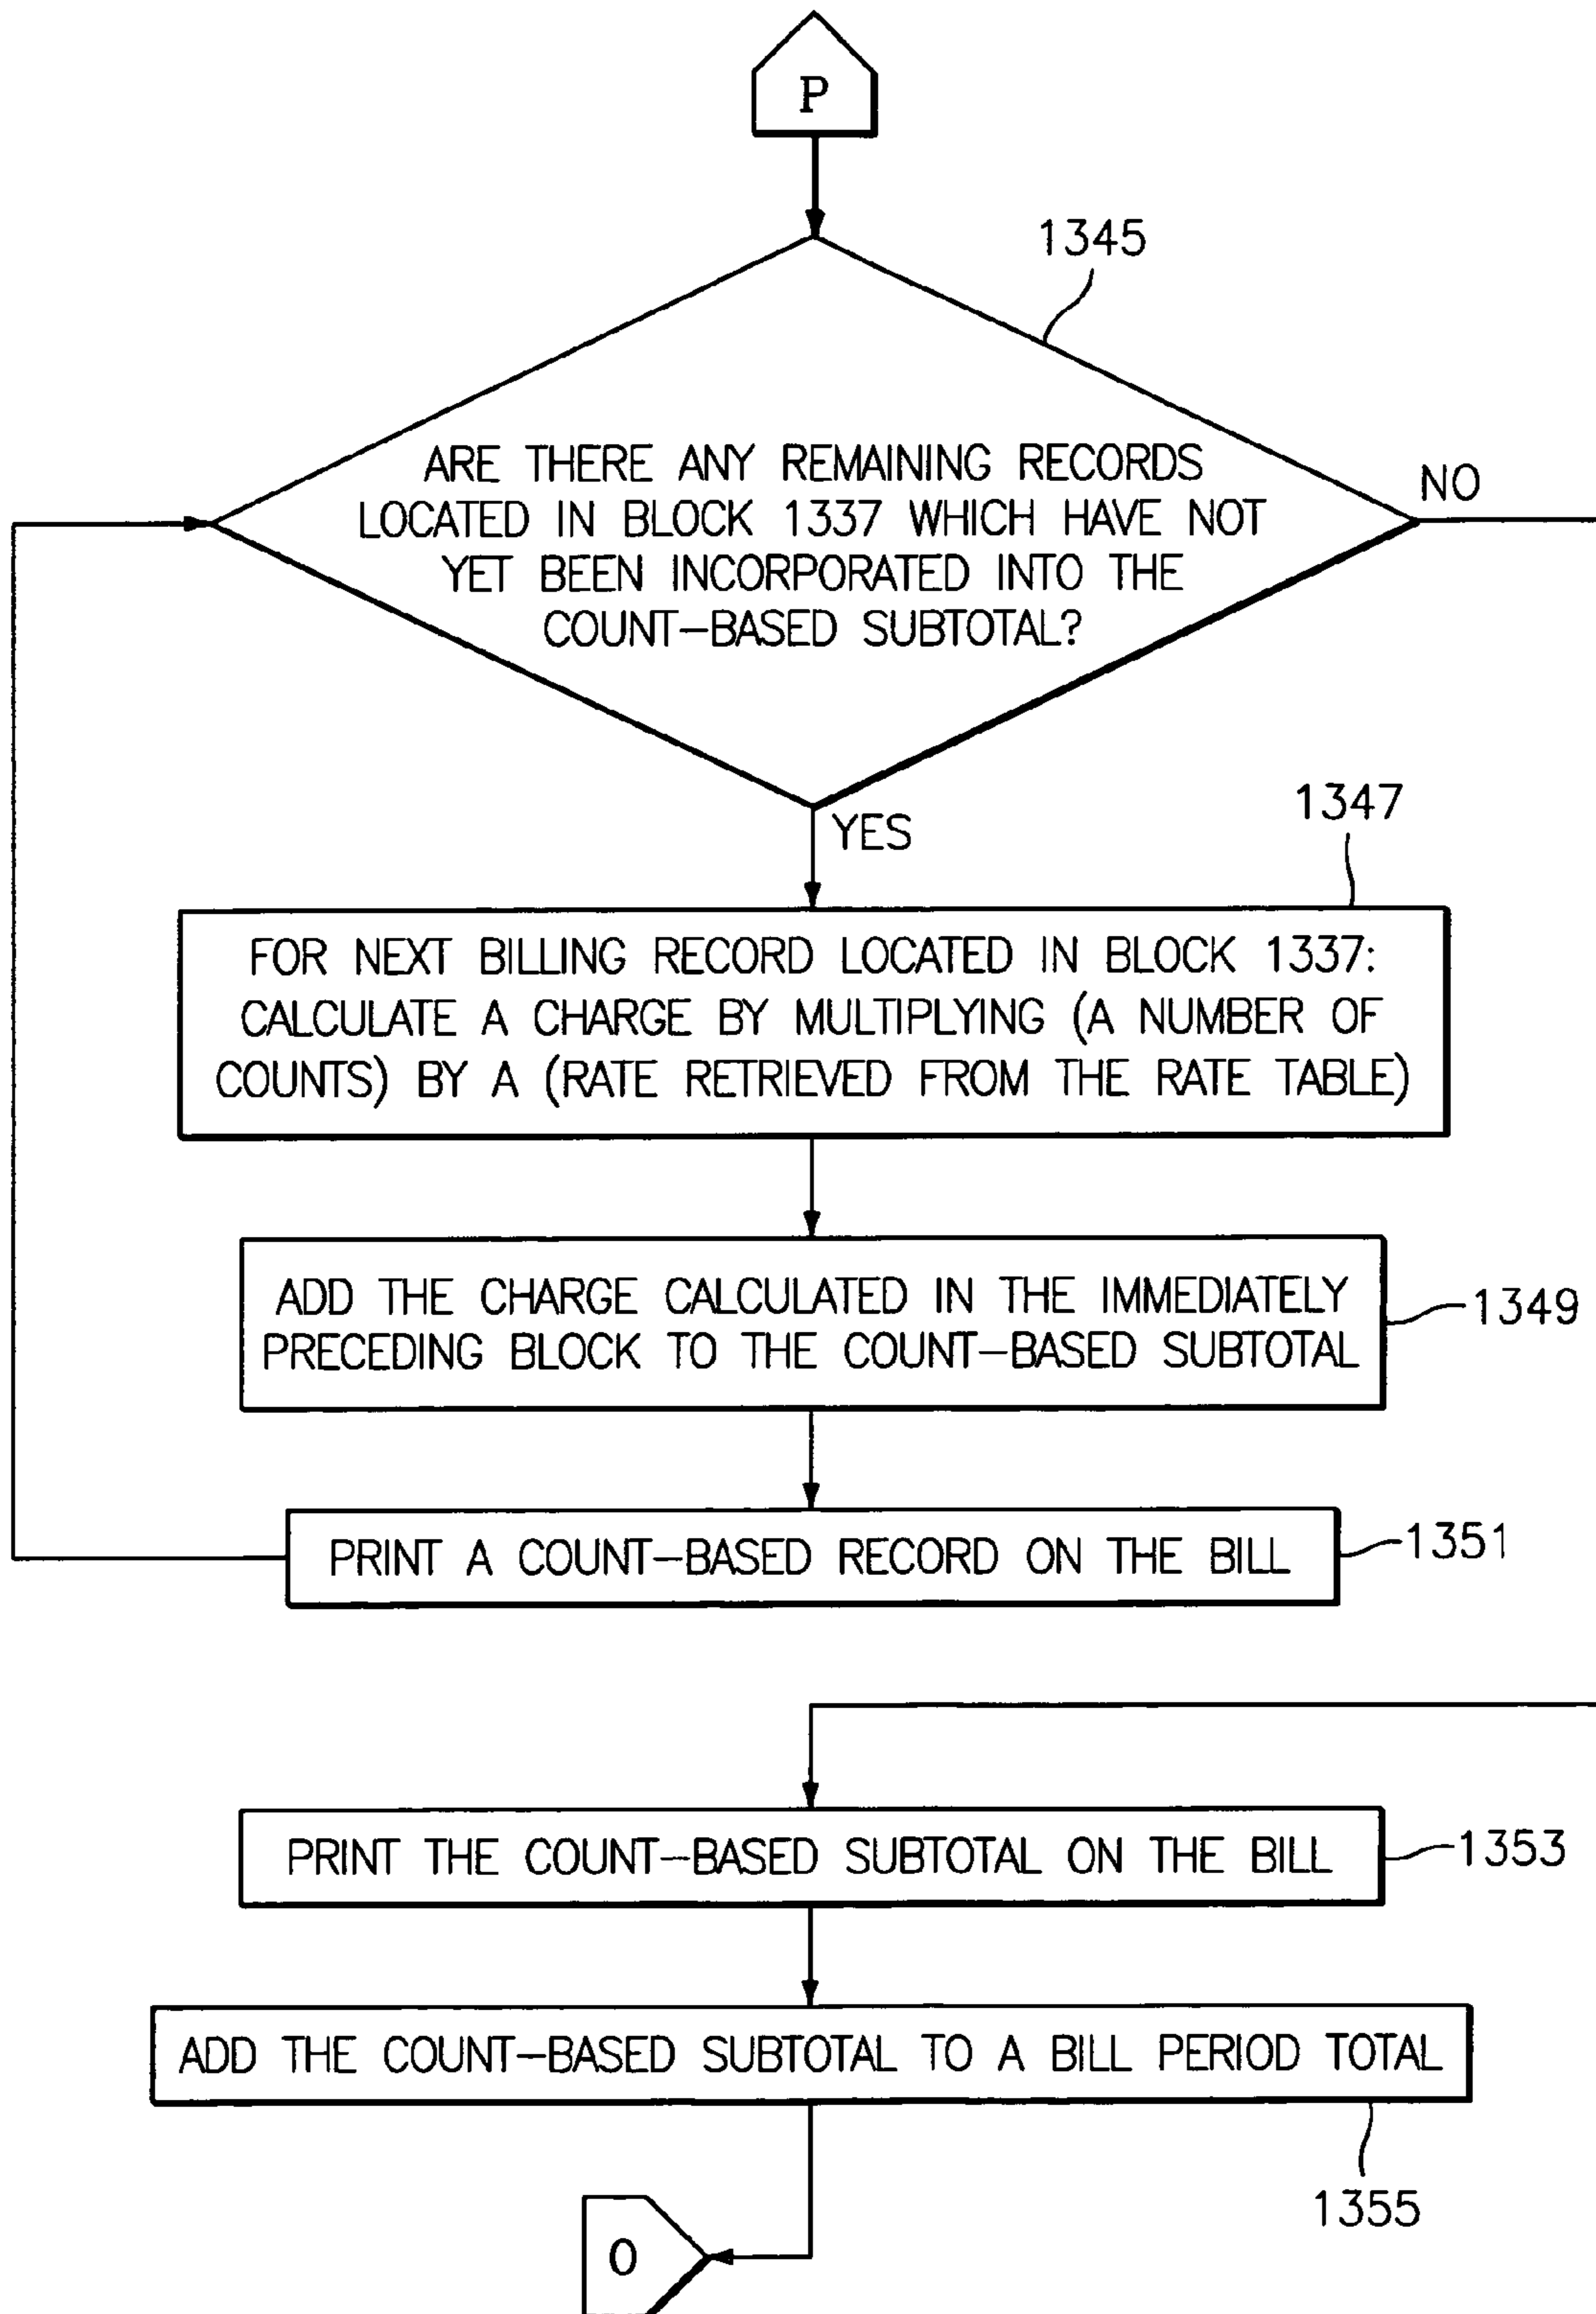 P
1345
ARE THERE ANY REMAINING RECORDS
LOCATED IN BLOCK 1337 WHICH HAVE NOT
YET BEEN INCORPORATED INTO THE
COUNT-BASED SUBTOTAL?
NO
YES
1347
FOR NEXT BILLING RECORD LOCATED IN BLOCK 1337:
CALCULATE A CHARGE BY MULTIPLYING (A NUMBER OF
COUNTS) BY A (RATE RETRIEVED FROM THE RATE TABLE)
ADD THE CHARGE CALCULATED IN THE IMMEDIATELY
PRECEDING BLOCK TO THE COUNT-BASED SUBTOTAL
1349
PRINT A COUNT-BASED RECORD ON THE BILL
1351
PRINT THE COUNT-BASED SUBTOTAL ON THE BILL
1353
ADD THE COUNT-BASED SUBTOTAL TO A BILL PERIOD TOTAL
1355
O